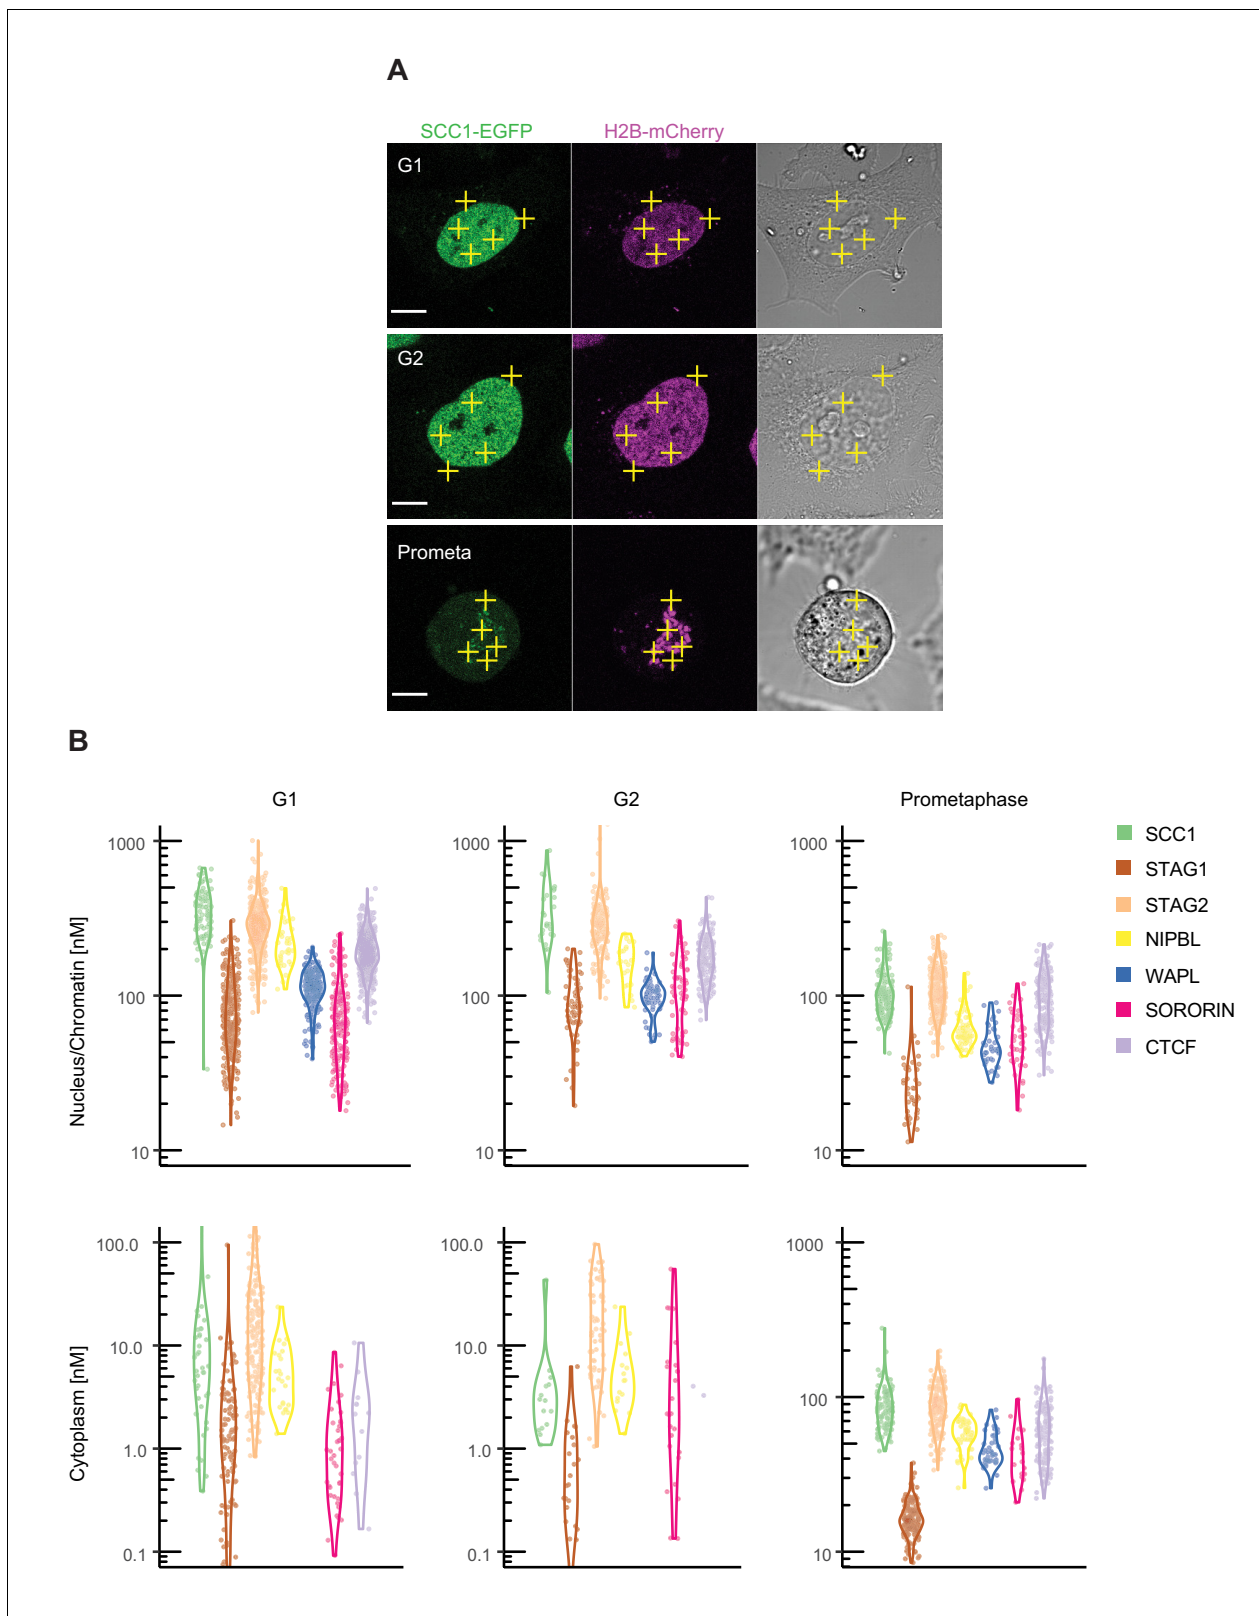 A
SCC1-EGFP H2B-mCherry
G1
G2
Prometa
B
G1 G2 Prometaphase
Nucleus/Chromatin [nM]
1000
100
10
1000
100
10
1000
100
10
SCC1
STAG1
STAG2
NIPBL
WAPL
SORORIN
CTCF
Cytoplasm [nM]
100.0
10.0
1.0
0.1
100.0
10.0
1.0
0.1
1000
100
10